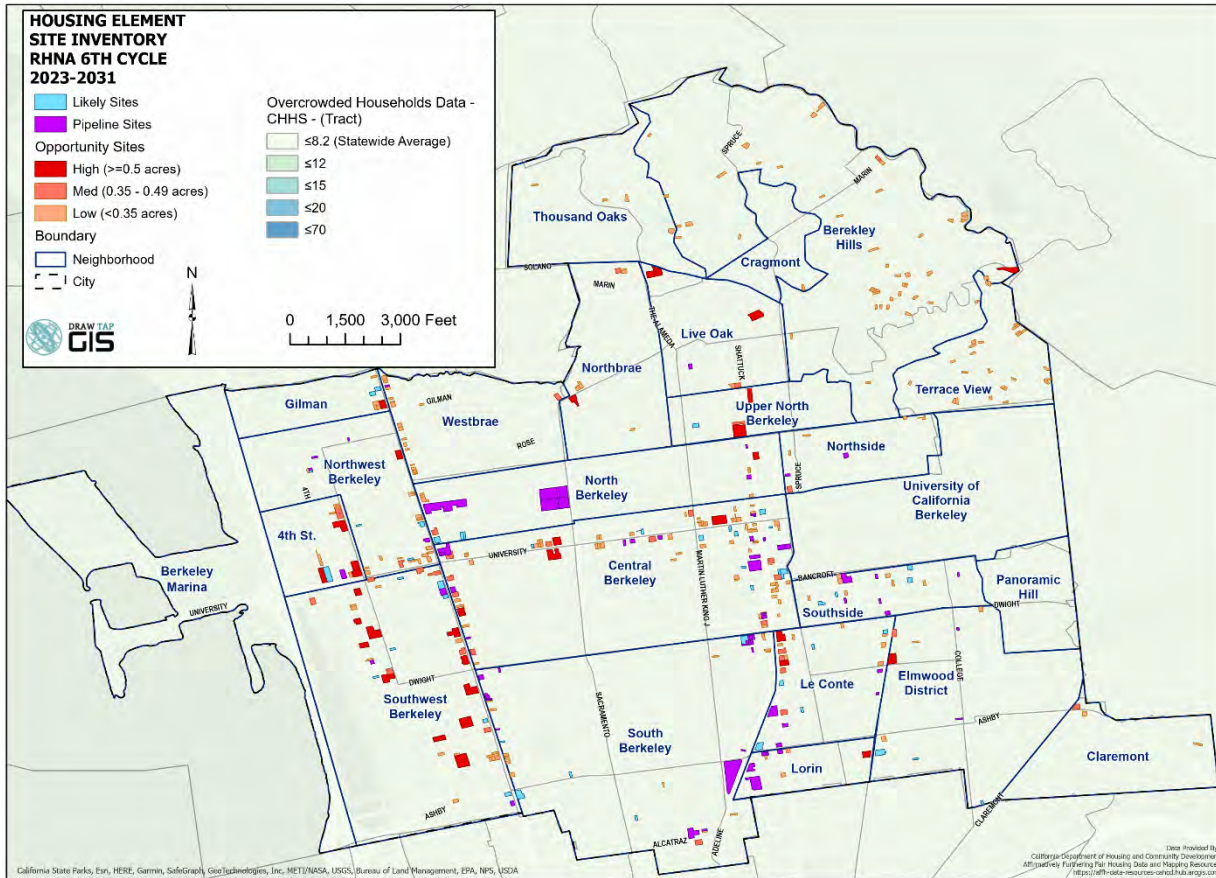 HOUSING ELEMENT
SITE INVENTORY
RHNA 6TH CYCLE
2023-2031
Likely Sites
Pipeline Sites
Opportunity Sites
High (>=0.5 acres)
Med (0.35 - 0.49 acres)
Low (<0.35 acres)
Boundary
Neighborhood
City
Overcrowded Households Data -
CHHS - (Tract)
≤8.2 (Statewide Average)
≤12
≤15
≤20
≤70
N
DRAW TAP
GIS
0 1,500 3,000 Feet
SPRUCE
MARIN
Thousand Oaks
Berekley
Hills
Cragmont
SOLANO
MARIN
THE ALAMEDA
Live Oak
SHATTUCK
Northbrae
Terrace View
Gilman
GILMAN
Westbrae
Upper North
Berkeley
ROSE
Northside
Northwest
Berkeley
North
Berkeley
SPRUCE
University of
California
Berkeley
4TH
4th St.
UNIVERSITY
Central
Berkeley
MARTIN LUTHER KING J
Berkeley
Marina
UNIVERSITY
BANCROFT
Southside
Panoramic
Hill
DWIGHT
DWIGHT
Le Conte
COLLEGE
Elmwood
District
Southwest
Berkeley
SACRAMENTO
South
Berkeley
ASHBY
Lorin
Claremont
ASHBY
CLAREMONT
ALCATRAZ
ADELINE
California State Parks, Esri, HERE, Garmin, SafeGraph, GeoTechnologies, Inc, METI/NASA, USGS, Bureau of Land Management, EPA, NPS, USDA
Data Provided By
California Department of Housing and Community Development
Affirmatively Furthering Fair Housing Data and Mapping Resource
https://affh-data-resources-cahcd.hub.arcgis.com